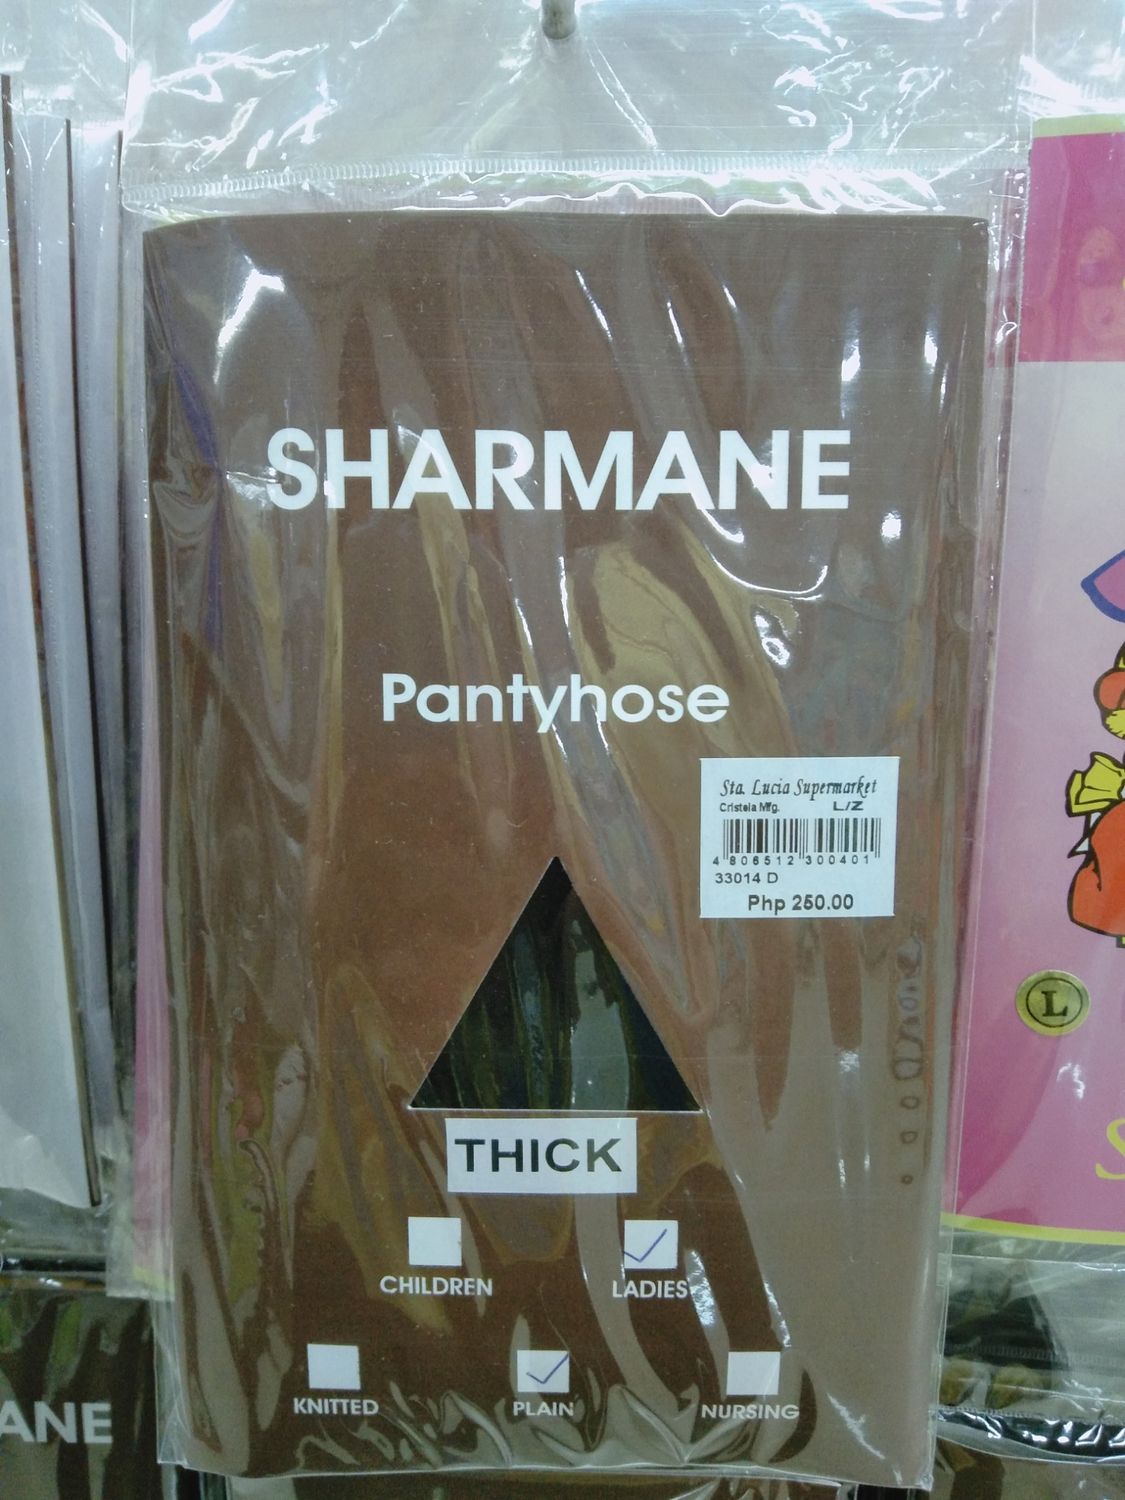 SHARMANE
Pantyhose
Sta. Lucia Supermarket
Cristela Mfg. L/Z
4 806512 300401
33014 D
Php 250.00
THICK
CHILDREN
LADIES
KNITTED
PLAIN
NURSING
L
S
ANE